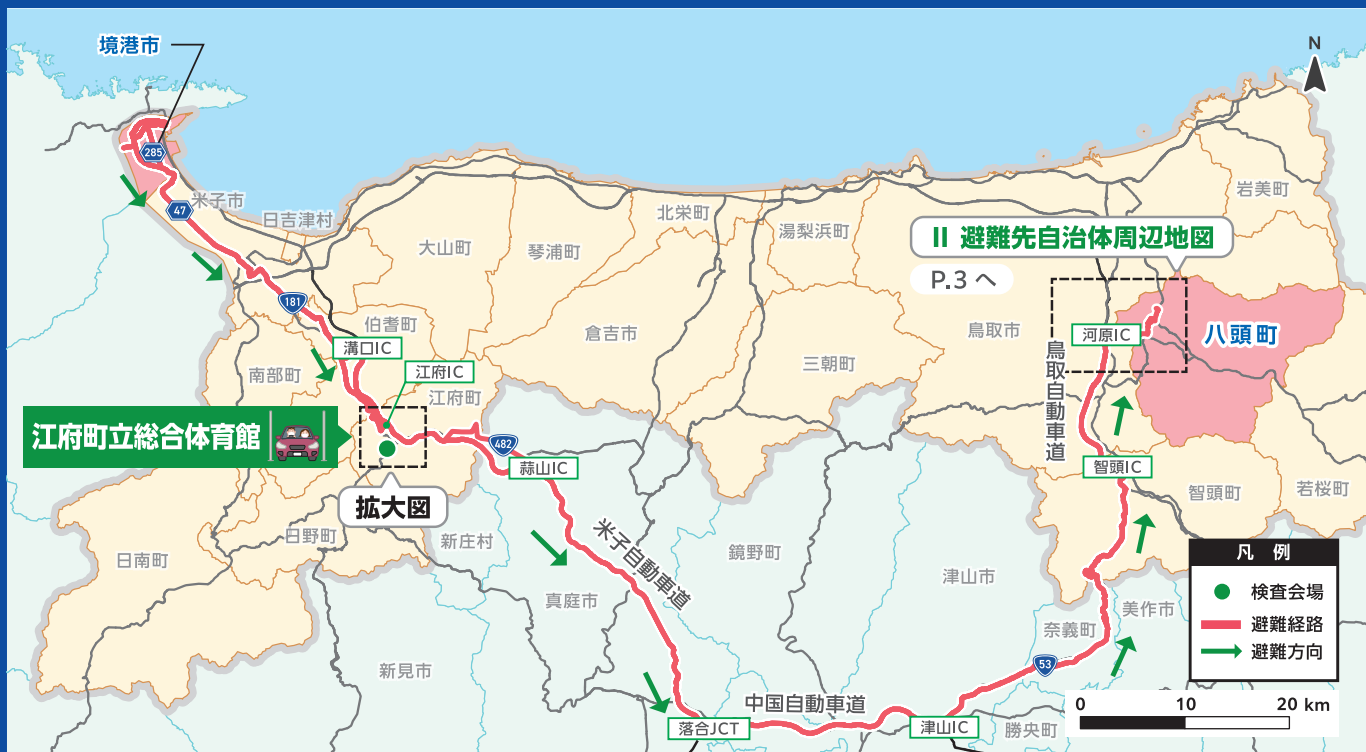 境港市
N
285
47
米子市
日吉津村
大山町
琴浦町
北栄町
湯梨浜町
岩美町
II 避難先自治体周辺地図
P.3 へ
181
伯耆町
倉吉市
鳥取市
河原IC
八頭町
溝口IC
三朝町
鳥取自動車道
南部町
江府IC
江府町
江府町立総合体育館
482
蒜山IC
智頭IC
智頭町
若桜町
拡大図
日野町
日南町
新庄村
米子自動車道
鏡野町
津山市
真庭市
美作市
奈義町
新見市
53
中国自動車道
落合JCT
津山IC
勝央町
凡 例
検査会場
避難経路
避難方向
0 10 20 km